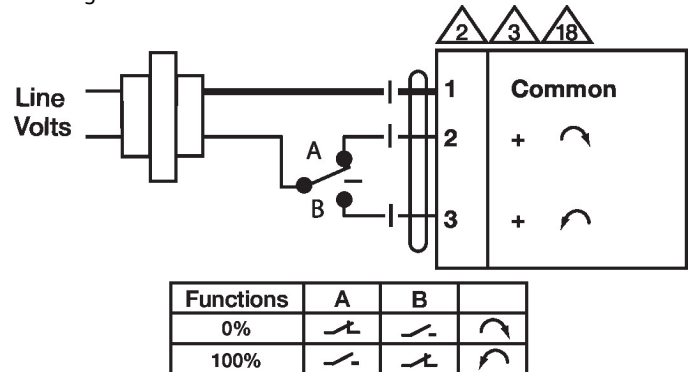 2 3 18
Line
Volts
A
B
1 Common
2 +
3 +
Functions A B
0%
100%